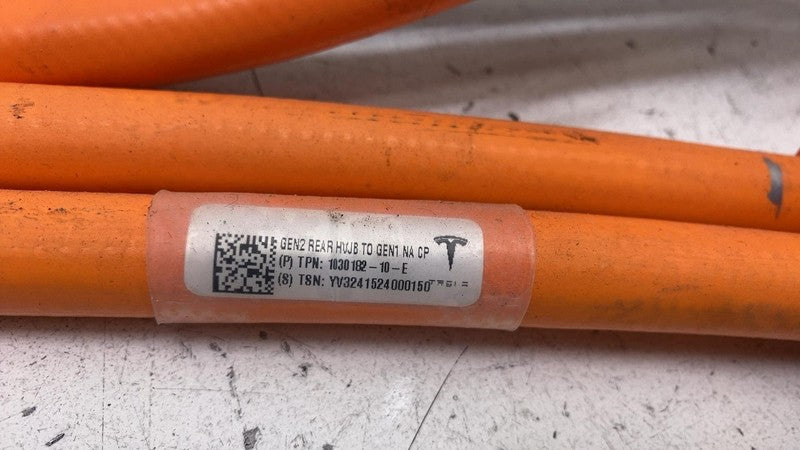 GEN2 REAR HVJB TO GEN1 NA CP
(P) TPN: 1030182-10-E
(S) TSN: YV3241524000150